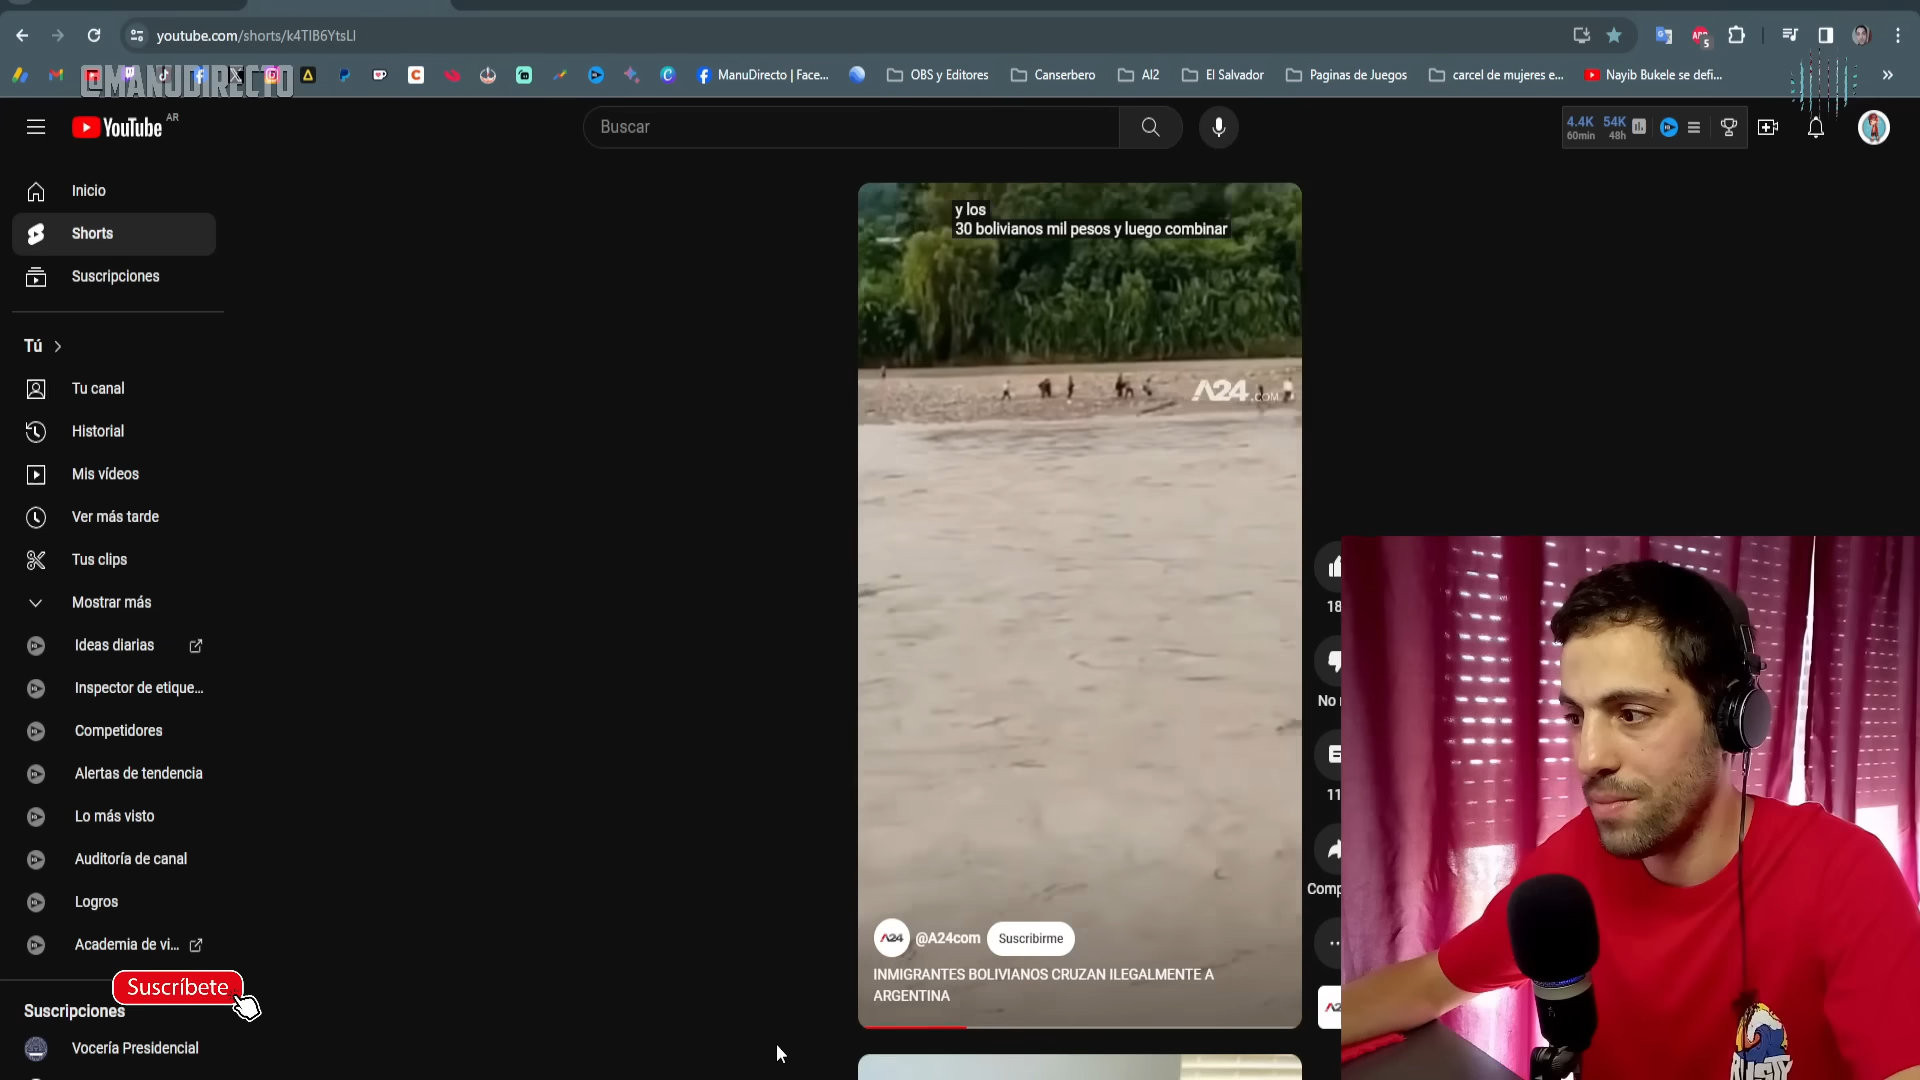 youtube.com/shorts/k4TIB6YtsLI
@MANUDIRECTO
ManuDirecto | Face...
OBS y Editores
Canserbero
AI2
El Salvador
Paginas de Juegos
carcel de mujeres e...
Nayib Bukele se defi...
YouTube AR
Buscar
4.4K 54K
60min 48h
Inicio
Shorts
Suscripciones
Tú
Tu canal
Historial
Mis vídeos
Ver más tarde
Tus clips
Mostrar más
Ideas diarias
Inspector de etique...
Competidores
Alertas de tendencia
Lo más visto
Auditoría de canal
Logros
Academia de vi...
Suscríbete
Suscripciones
Vocería Presidencial
y los
30 bolivianos mil pesos y luego combinar
A24.COM
A24 @A24com Suscribirme
INMIGRANTES BOLIVIANOS CRUZAN ILEGALMENTE A
ARGENTINA
18
No
11
Comp
RUSTY